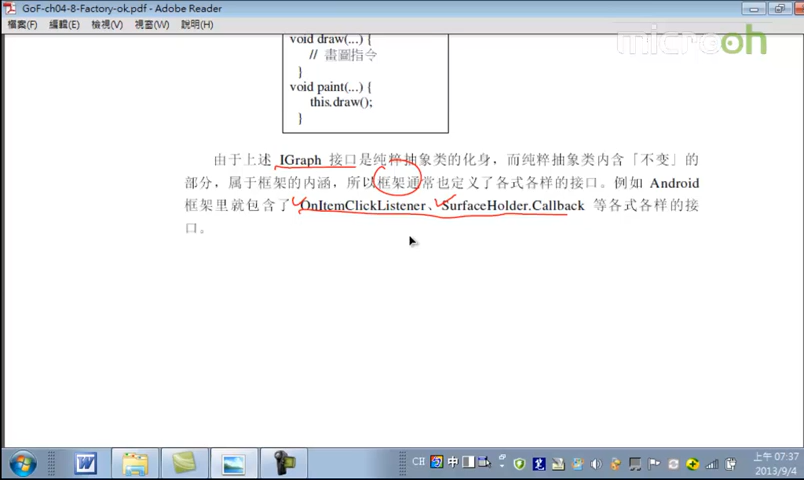 GoF-ch04-8-Factory-ok.pdf - Adobe Reader
檔案(F) 編輯(E) 檢視(V) 視窗(W) 說明(H)
microoh
void draw(...) {
// 畫圖指令
}
void paint(...) {
this.draw();
}
由于上述 IGraph 接口是纯粹抽象类的化身，而纯粹抽象类内含「不变」的
部分，属于框架的内涵，所以框架通常也定义了各式各样的接口。例如 Android
框架里就包含了 OnItemClickListener、SurfaceHolder.Callback 等各式各样的接
口。
CH 中
上午 07:37
2013/9/4